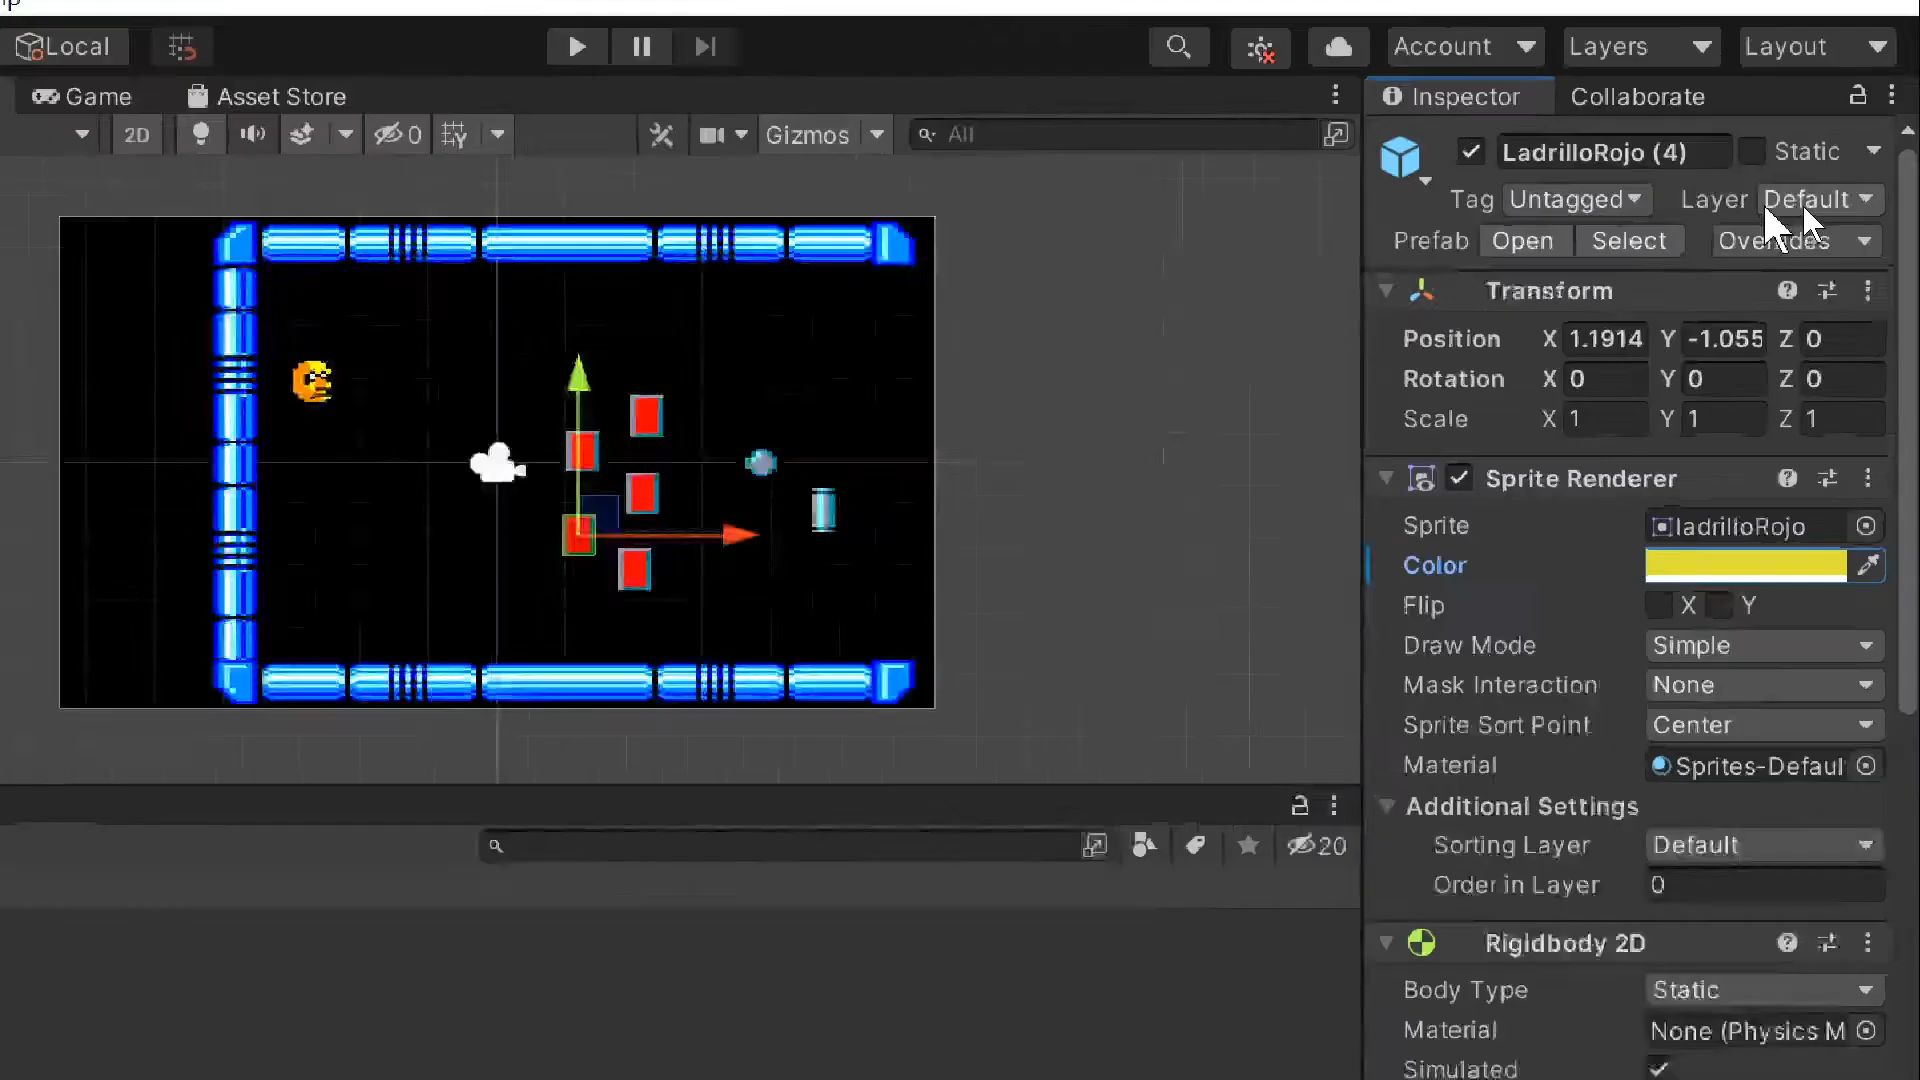 Local
Account
Layers
Layout
Game
Asset Store
Inspector
Collaborate
2D
0
Gizmos
All
LadrilloRojo (4)
Static
Tag Untagged
Layer Default
Prefab Open Select Overrides
Transform
Position X 1.1914 Y -1.055 Z 0
Rotation X 0 Y 0 Z 0
Scale X 1 Y 1 Z 1
Sprite Renderer
Sprite ladrilloRojo
Color
Flip X Y
Draw Mode Simple
Mask Interaction None
Sprite Sort Point Center
Material Sprites-Defaul
Additional Settings
20
Sorting Layer Default
Order in Layer 0
Rigidbody 2D
Body Type Static
Material None (Physics M
Simulated